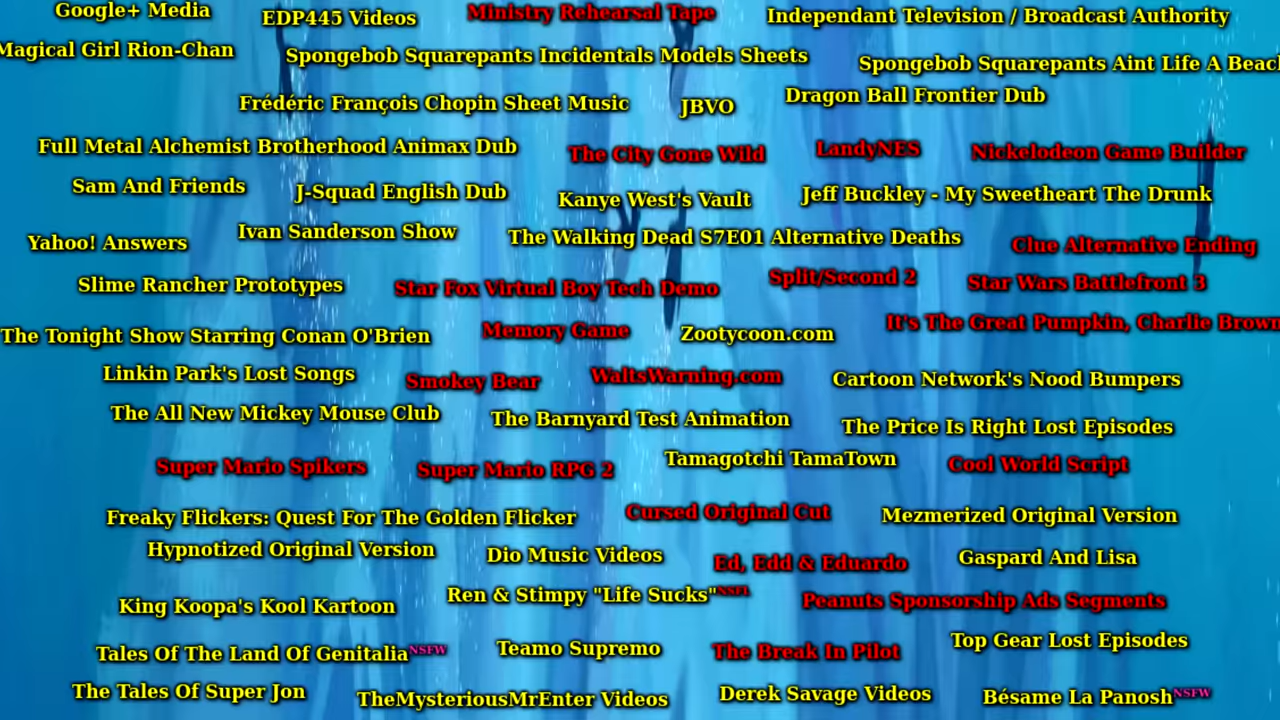 Google+ Media
EDP445 Videos
Ministry Rehearsal Tape
Independant Television / Broadcast Authority
Magical Girl Rion-Chan
Spongebob Squarepants Incidentals Models Sheets
Spongebob Squarepants Aint Life A Beac
Frédéric François Chopin Sheet Music
JBVO
Dragon Ball Frontier Dub
Full Metal Alchemist Brotherhood Animax Dub
The City Gone Wild
LandyNES
Nickelodeon Game Builder
Sam And Friends
J-Squad English Dub
Kanye West's Vault
Jeff Buckley - My Sweetheart The Drunk
Yahoo! Answers
Ivan Sanderson Show
The Walking Dead S7E01 Alternative Deaths
Clue Alternative Ending
Slime Rancher Prototypes
Star Fox Virtual Boy Tech Demo
Split/Second 2
Star Wars Battlefront 3
The Tonight Show Starring Conan O'Brien
Memory Game
Zootycoon.com
It's The Great Pumpkin, Charlie Brown
Linkin Park's Lost Songs
Smokey Bear
WaltsWarning.com
Cartoon Network's Nood Bumpers
The All New Mickey Mouse Club
The Barnyard Test Animation
The Price Is Right Lost Episodes
Super Mario Spikers
Super Mario RPG 2
Tamagotchi TamaTown
Cool World Script
Freaky Flickers: Quest For The Golden Flicker
Cursed Original Cut
Mezmerized Original Version
Hypnotized Original Version
Dio Music Videos
Ed, Edd & Eduardo
Gaspard And Lisa
King Koopa's Kool Kartoon
Ren & Stimpy "Life Sucks"NSFL
Peanuts Sponsorship Ads Segments
Tales Of The Land Of GenitaliaNSFW
Teamo Supremo
The Break In Pilot
Top Gear Lost Episodes
The Tales Of Super Jon
TheMysteriousMrEnter Videos
Derek Savage Videos
Bésame La PanoshNSFW